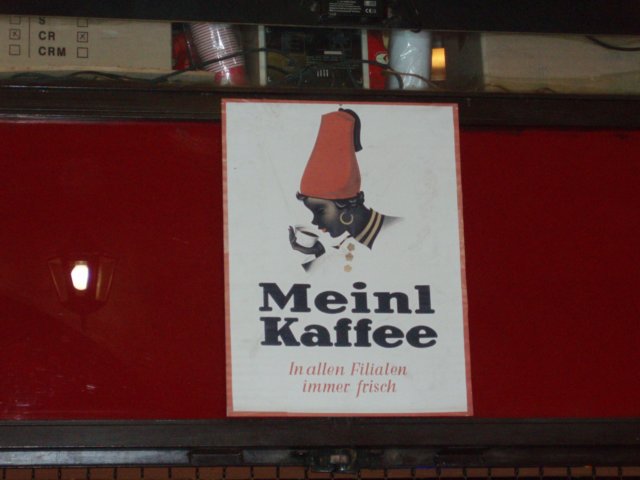 S
CR
CRM
Meinl
Kaffee
In allen Filialen
immer frisch